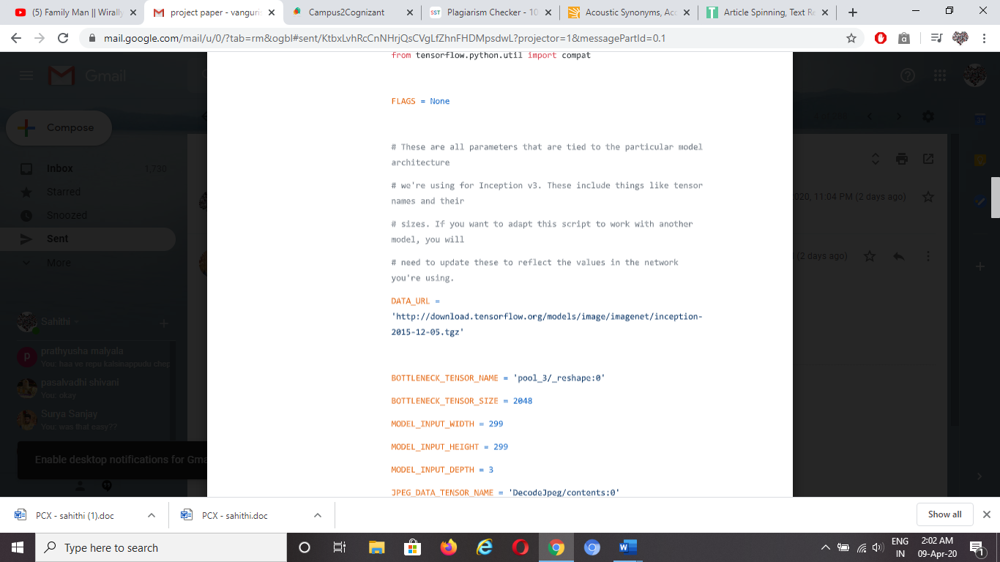 (5) Family Man || Wirally
project paper - vanguri
Campus2Cognizant
SST
Plagiarism Checker - 10
Acoustic Synonyms, Ac
Article Spinning, Text Re
mail.google.com/mail/u/0/?tab=rm&ogbl#sent/KtbxLvhRcCnNHrjQsCVgLfZhnFHDMpsdwL?projector=1&messagePartId=0.1
from tensorflow.python.util import compat
FLAGS = None
# These are all parameters that are tied to the particular model
architecture
# we're using for Inception v3. These include things like tensor
names and their
# sizes. If you want to adapt this script to work with another
model, you will
# need to update these to reflect the values in the network
you're using.
DATA_URL =
'http://download.tensorflow.org/models/image/imagenet/inception-
2015-12-05.tgz'
BOTTLENECK_TENSOR_NAME = 'pool_3/_reshape:0'
BOTTLENECK_TENSOR_SIZE = 2048
MODEL_INPUT_WIDTH = 299
MODEL_INPUT_HEIGHT = 299
MODEL_INPUT_DEPTH = 3
JPEG_DATA_TENSOR_NAME = 'DecodeJpeg/contents:0'
Gmail
Compose
Inbox 1,730
Starred
Snoozed
Sent
More
Sahithi
p
prathyusha malyala
You: haa ve repu kalsinappudu chep
pasalvadhi shivani
You: okay
Surya Sanjay
You: was that easy??
Enable desktop notifications for Gma
020, 11:04 PM (2 days ago)
(2 days ago)
PCX - sahithi (1).doc
PCX - sahithi.doc
Show all
Type here to search
ENG
IN
2:02 AM
09-Apr-20
1